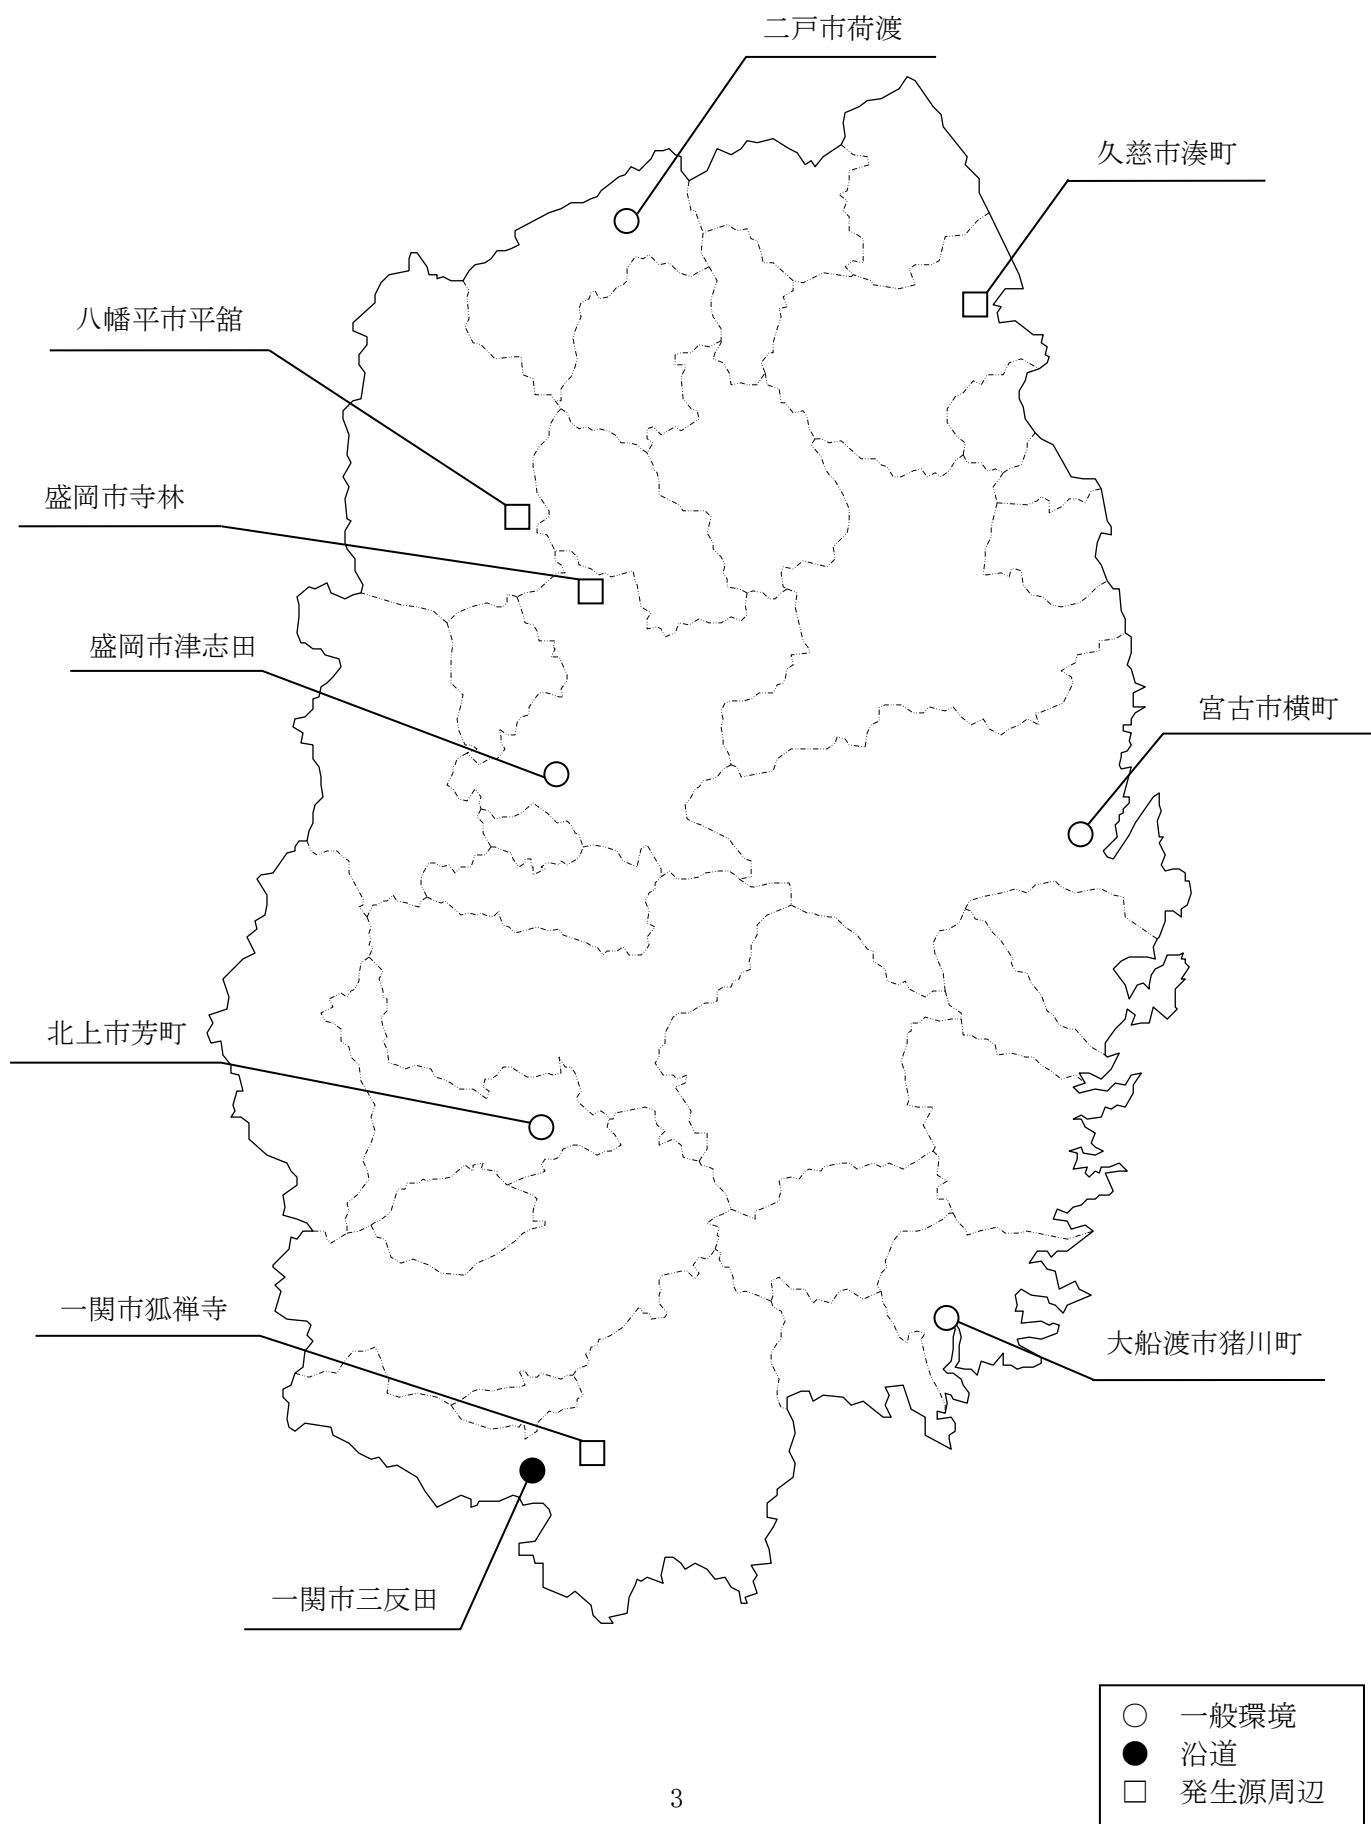 二戸市荷渡
久慈市湊町
八幡平市平舘
盛岡市寺林
盛岡市津志田
宮古市横町
北上市芳町
一関市狐禅寺
大船渡市猪川町
一関市三反田
○ 一般環境
● 沿道
□ 発生源周辺
3